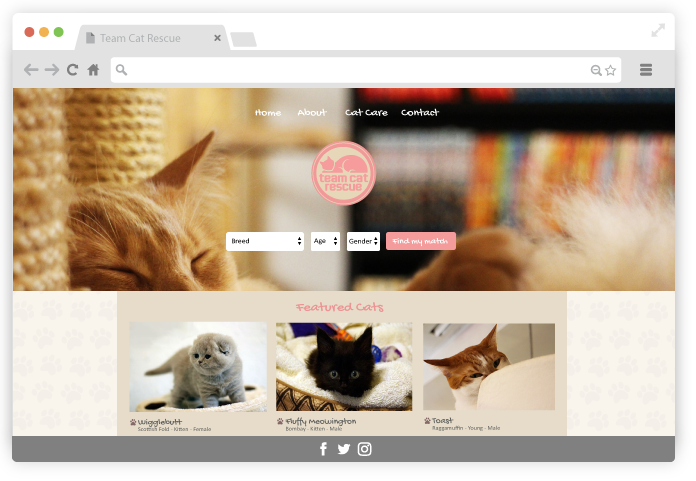 Team Cat Rescue
Home About Cat Care Contact
team cat
rescue
Breed Age Gender Find my match
Featured Cats
Wigglebutt
Scottish Fold - Kitten - Female
Fluffy Meowington
Bombay - Kitten - Male
Toast
Raggamuffin - Young - Male